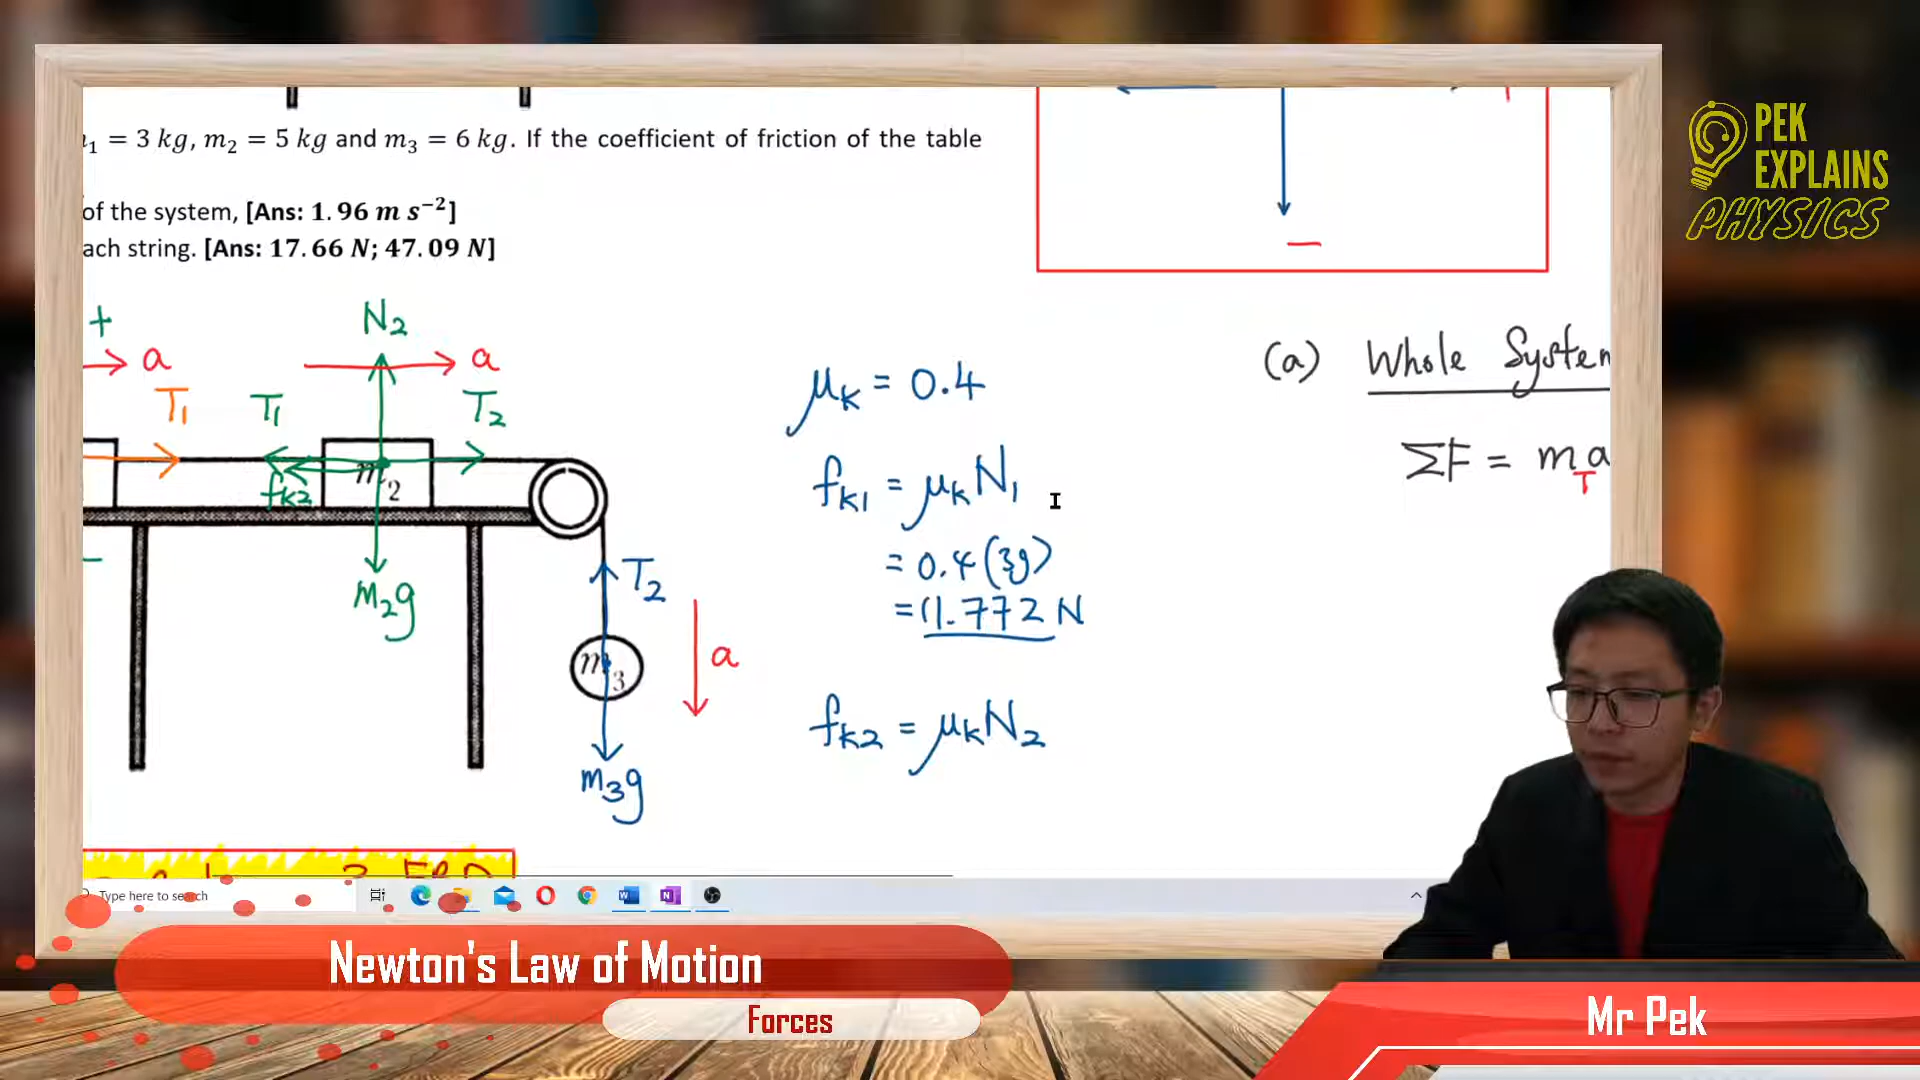 ₁ = 3 kg, m₂ = 5 kg and m₃ = 6 kg. If the coefficient of friction of the table
of the system, [Ans: 1.96 m s⁻²]
ach string. [Ans: 17.66 N; 47.09 N]
PEK
EXPLAINS
PHYSICS
+
a
T₁
N₂
a
T₁
T₂
fk2
m₂
m₂g
−
T₂
m₃
a
m₃g
μk = 0.4
fk1 = μkN₁
= 0.4(3g)
= 11.772 N
fk2 = μkN₂
−
(a) Whole System
ΣF = mTa
Type here to search
Newton's Law of Motion
Forces
Mr Pek